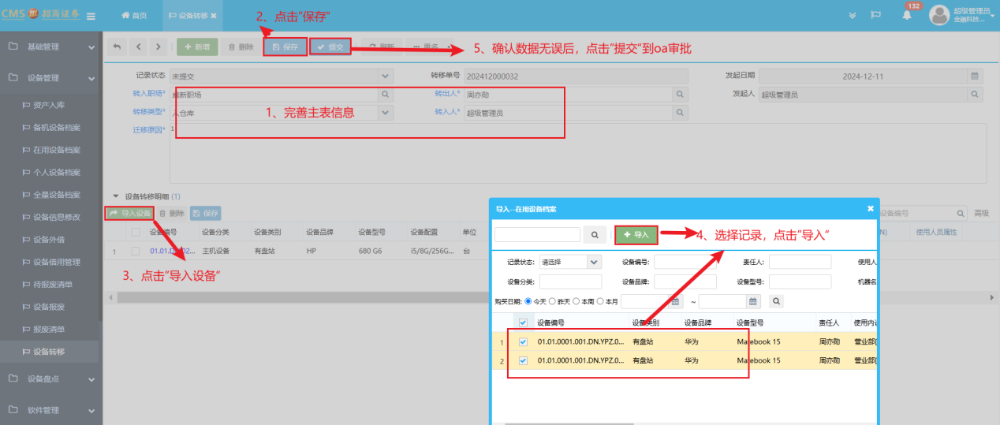 CMS 招商证券
首页
设备转移
132
超级管理员
金融科技...
2、点击"保存"
基础管理
设备管理
资产入库
备机设备档案
在用设备档案
个人设备档案
全量设备档案
设备信息修改
设备外借
设备借用管理
待报废清单
设备报废
报废清单
设备转移
设备盘点
软件管理
新增
删除
保存
提交
刷新
更多
5、确认数据无误后，点击"提交"到oa审批
记录状态 未提交 转移单号 202412000032 发起日期 2024-12-11
转入职场* 威新职场 转出人* 周亦勋 发起人 超级管理员
转移类型* 入仓库 转入人* 超级管理员
1、完善主表信息
迁移原因* 1
设备转移明细 (1)
导入设备 删除 保存 设备编号 高级
设备编号 设备分类 设备类别 设备品牌 设备型号 设备配置 单位 N) 使用人员属性
1 主机设备 有盘站 HP 680 G6 i5/8G/256G... 台
3、点击"导入设备"
导入--在用设备档案
导入
4、选择记录，点击"导入"
记录状态: 请选择 设备编号: 责任人: 使用人
设备分类: 设备品牌: 设备型号: 机器名
购买日期: 今天 昨天 本周 本月 ~
设备编号 设备类别 设备品牌 设备型号 责任人
1 01.01.0001.001.DN.YPZ.0... 有盘站 华为 Matebook 15 周亦勋 营业部
2 01.01.0001.001.DN.YPZ.0... 有盘站 华为 Matebook 15 周亦勋 营业部